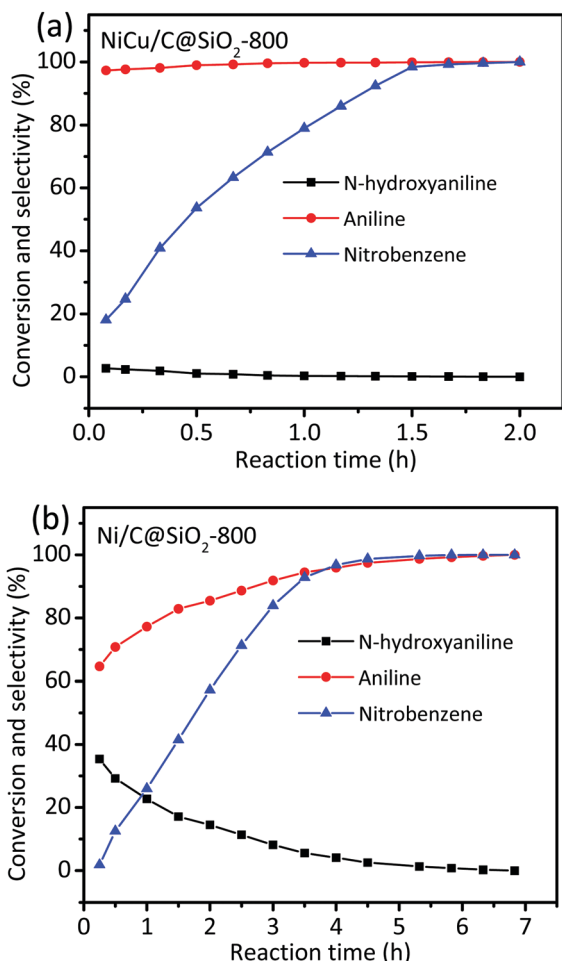 (a)
NiCu/C@SiO₂-800
Conversion and selectivity (%)
100
80
60
40
20
0
N-hydroxyaniline
Aniline
Nitrobenzene
0.0 0.5 1.0 1.5 2.0
Reaction time (h)
(b)
Ni/C@SiO₂-800
Conversion and selectivity (%)
100
80
60
40
20
0
N-hydroxyaniline
Aniline
Nitrobenzene
0 1 2 3 4 5 6 7
Reaction time (h)